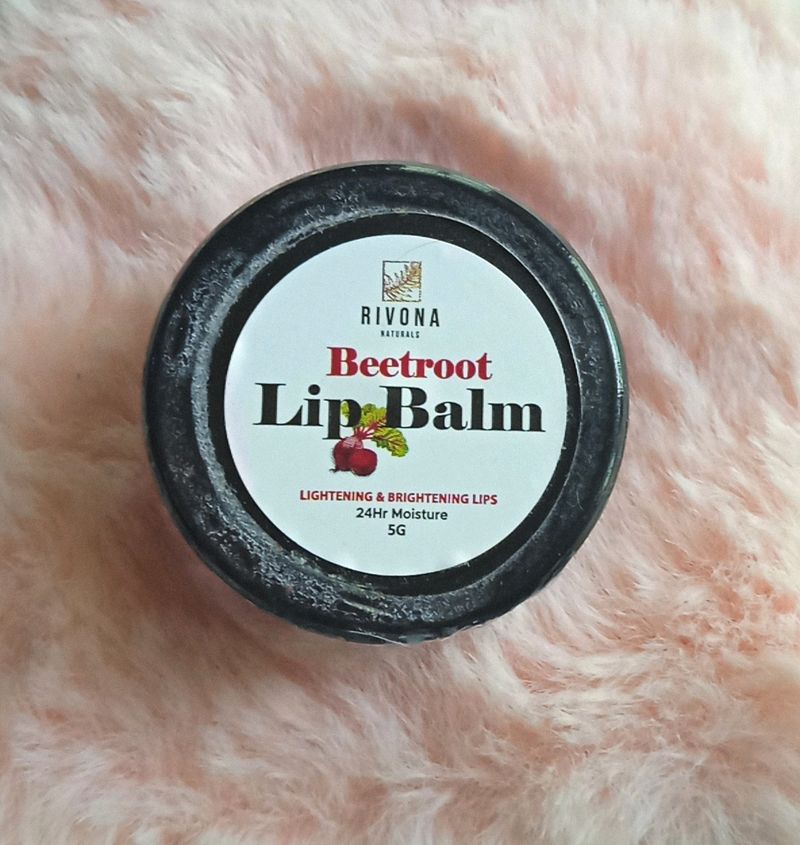 RIVONA
NATURALS
Beetroot
Lip Balm
LIGHTENING & BRIGHTENING LIPS
24Hr Moisture
5G